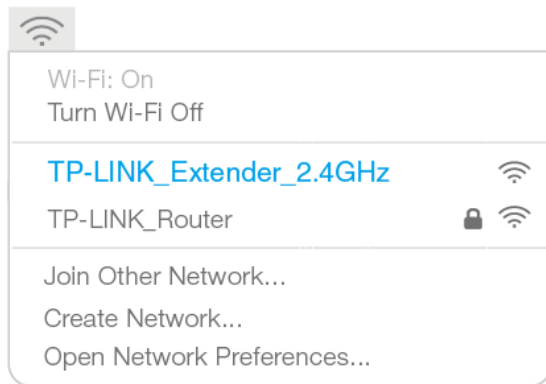 Wi-Fi: On
Turn Wi-Fi Off
TP-LINK_Extender_2.4GHz
TP-LINK_Router
Join Other Network...
Create Network...
Open Network Preferences...